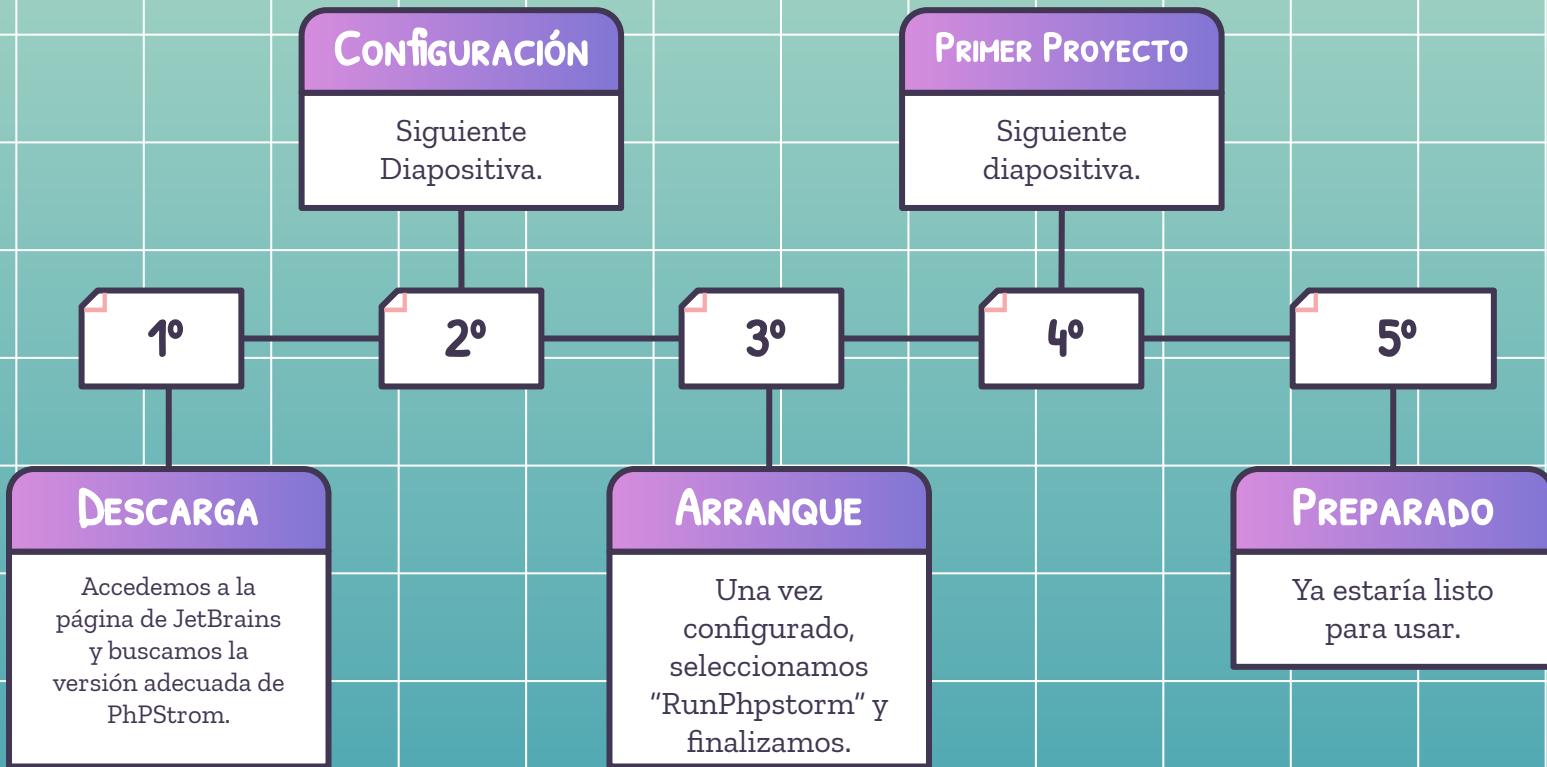 Configuración
Siguiente
Diapositiva.
Primer Proyecto
Siguiente
diapositiva.
1º
2º
3º
4º
5º
Descarga
Accedemos a la
página de JetBrains
y buscamos la
versión adecuada de
PhPStrom.
Arranque
Una vez
configurado,
seleccionamos
"RunPhpstorm" y
finalizamos.
Preparado
Ya estaría listo
para usar.